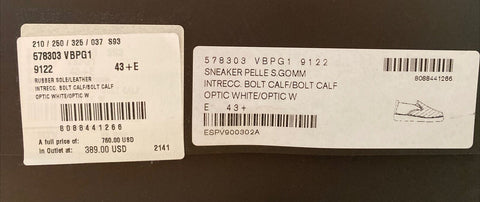 210 / 250 / 325 / 037 S93
578303 VBPG1
9122 43+E
RUBBER SOLE/LEATHER
INTRECC. BOLT CALF/BOLT CALF
OPTIC WHITE/OPTIC W
8088441266
A full price of: 760.00 USD
In Outlet at: 389.00 USD 2141
578303 VBPG1 9122
SNEAKER PELLE S.GOMM
INTRECC. BOLT CALF/BOLT CALF
OPTIC WHITE/OPTIC W
E 43+
ESPV900302A
8088441266